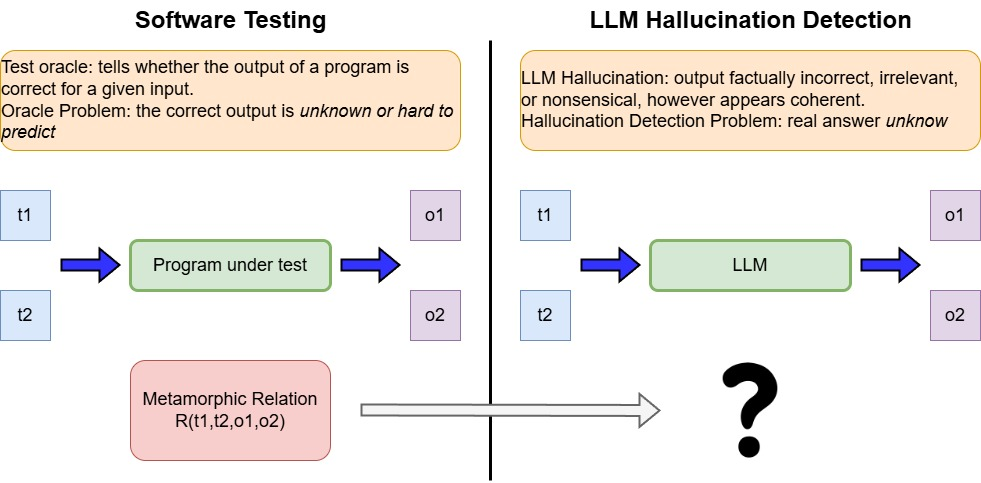 Software Testing
LLM Hallucination Detection
Test oracle: tells whether the output of a program is
correct for a given input.
Oracle Problem: the correct output is unknown or hard to
predict
LLM Hallucination: output factually incorrect, irrelevant,
or nonsensical, however appears coherent.
Hallucination Detection Problem: real answer unknow
t1
o1
Program under test
t2
o2
Metamorphic Relation
R(t1,t2,o1,o2)
t1
o1
LLM
t2
o2
?